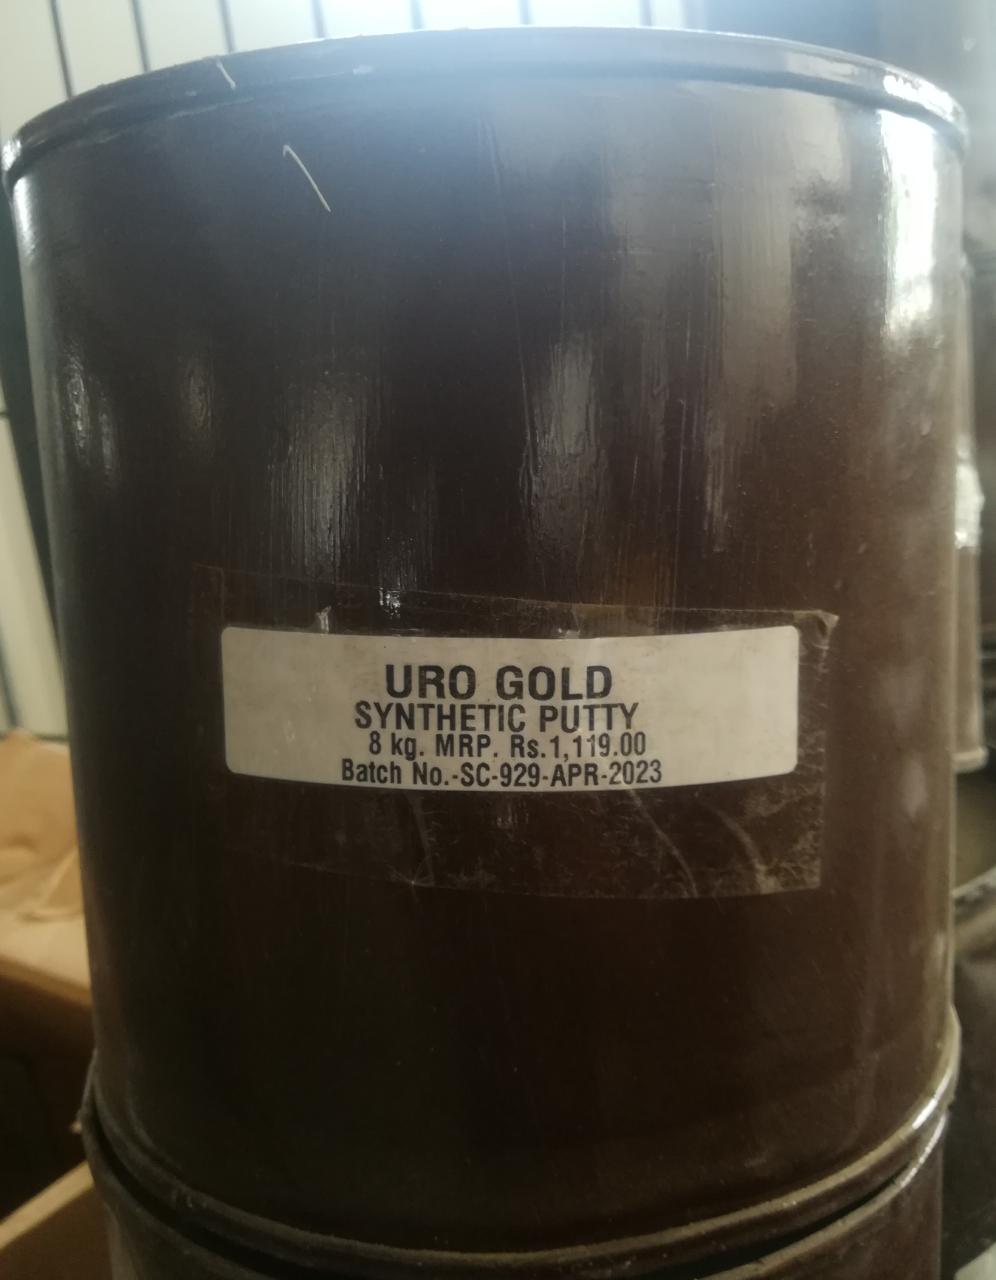 URO GOLD
SYNTHETIC PUTTY
8 kg. MRP. Rs.1,119.00
Batch No.-SC-929-APR-2023